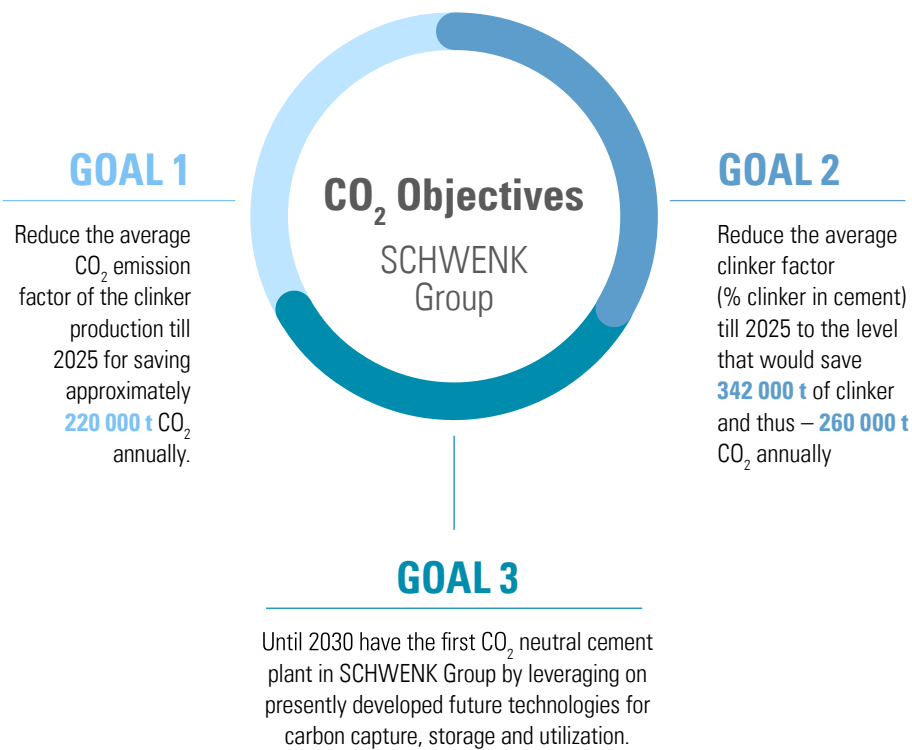 CO₂ Objectives
SCHWENK
Group
GOAL 1
Reduce the average
CO₂ emission
factor of the clinker
production till
2025 for saving
approximately
220 000 t CO₂
annually.
GOAL 2
Reduce the average
clinker factor
(% clinker in cement)
till 2025 to the level
that would save
342 000 t of clinker
and thus – 260 000 t
CO₂ annually
GOAL 3
Until 2030 have the first CO₂ neutral cement
plant in SCHWENK Group by leveraging on
presently developed future technologies for
carbon capture, storage and utilization.